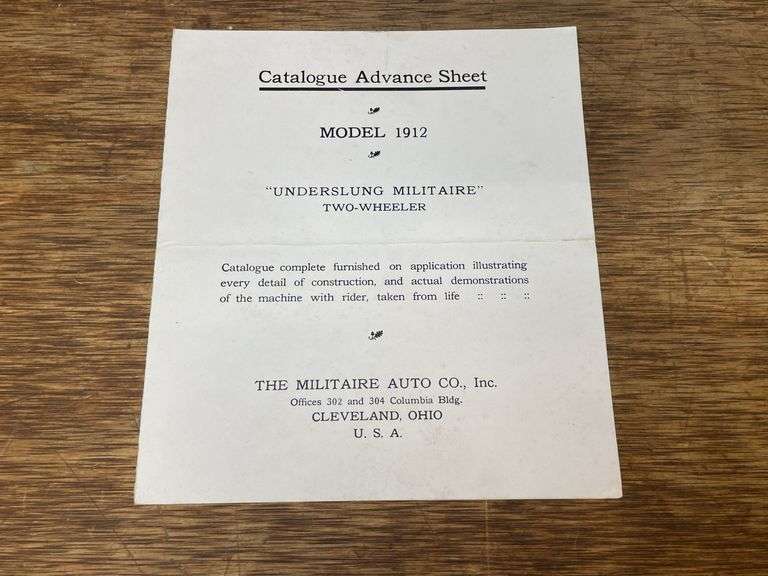 Catalogue Advance Sheet
MODEL 1912
"UNDERSLUNG MILITAIRE"
TWO-WHEELER
Catalogue complete furnished on application illustrating
every detail of construction, and actual demonstrations
of the machine with rider, taken from life :: :: ::
THE MILITAIRE AUTO CO., Inc.
Offices 302 and 304 Columbia Bldg.
CLEVELAND, OHIO
U. S. A.